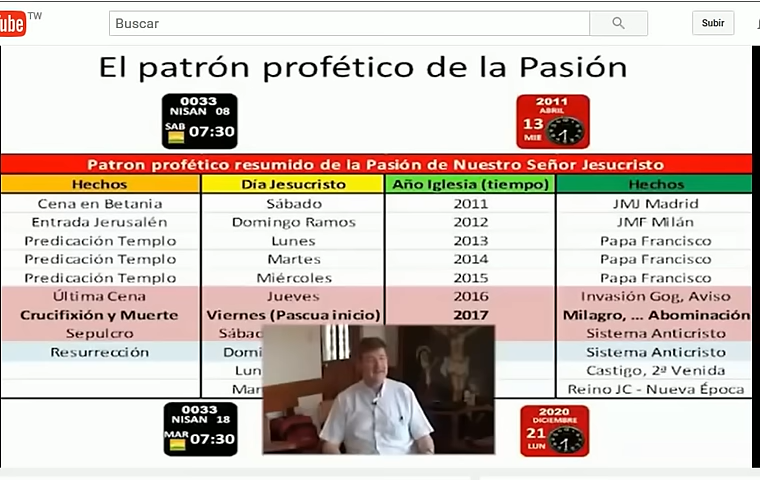 ube TW Buscar Subir
El patrón profético de la Pasión
0033 NISAN 08 SAB 07:30
2011 ABRIL 13 MIE
Patron profético resumido de la Pasión de Nuestro Señor Jesucristo
Hechos Día Jesucristo Año Iglesia (tiempo) Hechos
Cena en Betania Sábado 2011 JMJ Madrid
Entrada Jerusalén Domingo Ramos 2012 JMF Milán
Predicación Templo Lunes 2013 Papa Francisco
Predicación Templo Martes 2014 Papa Francisco
Predicación Templo Miércoles 2015 Papa Francisco
Última Cena Jueves 2016 Invasión Gog, Aviso
Crucifixión y Muerte Viernes (Pascua inicio) 2017 Milagro, ... Abominación
Sepulcro Sábad Sistema Anticristo
Resurrección Domi Sistema Anticristo
Lun Castigo, 2ª Venida
Mar Reino JC - Nueva Época
0033 NISAN 18 MAR 07:30
2020 DICIEMBRE 21 LUN